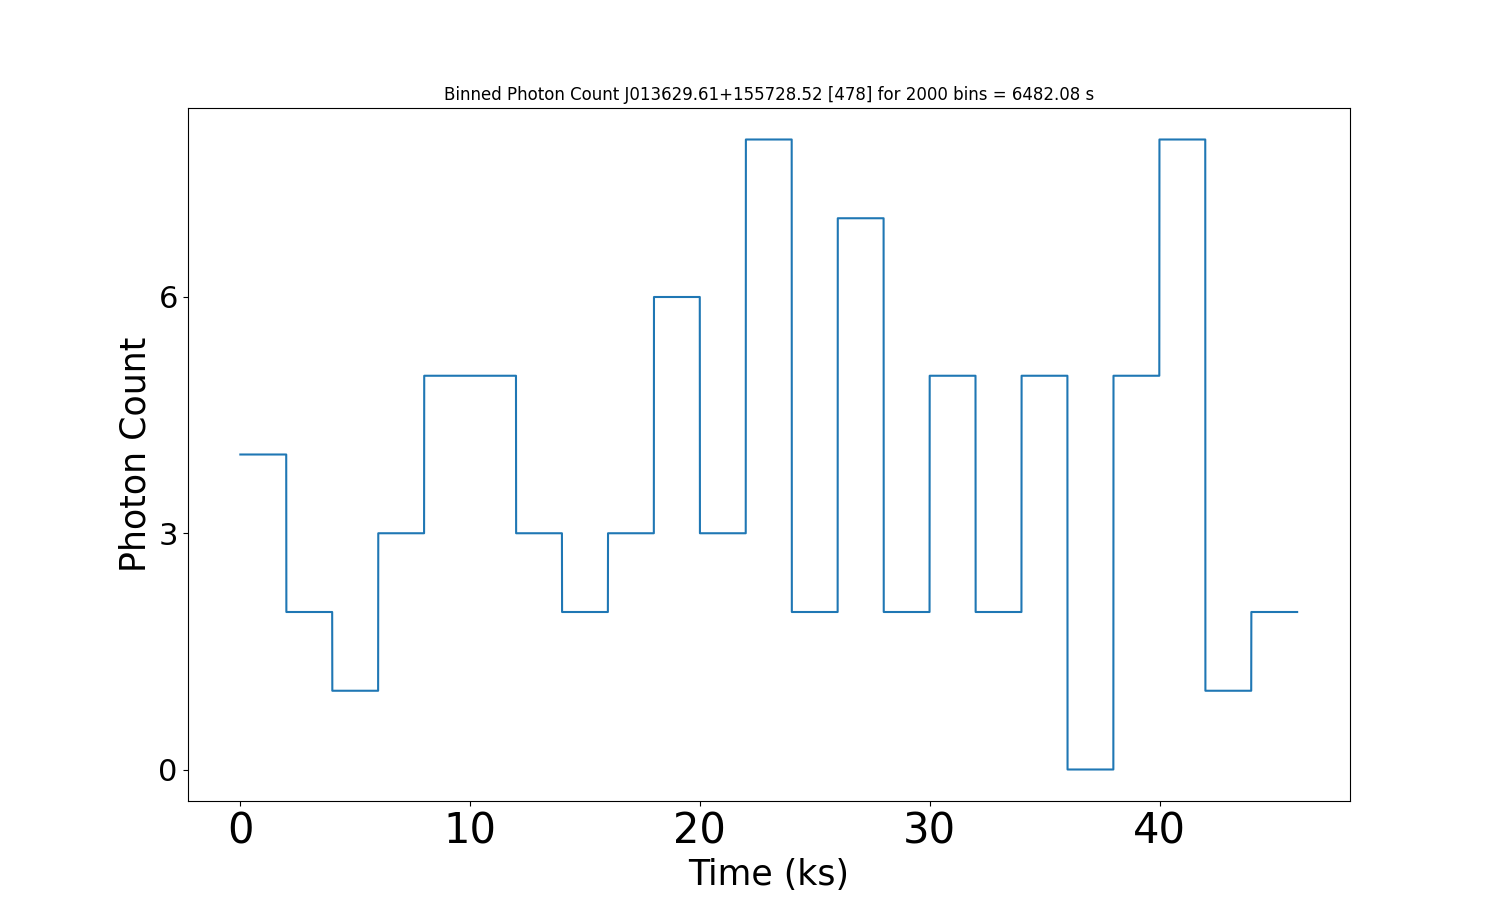 Binned Photon Count J013629.61+155728.52 [478] for 2000 bins = 6482.08 s
Photon Count
6
3
0
0 10 20 30 40
Time (ks)